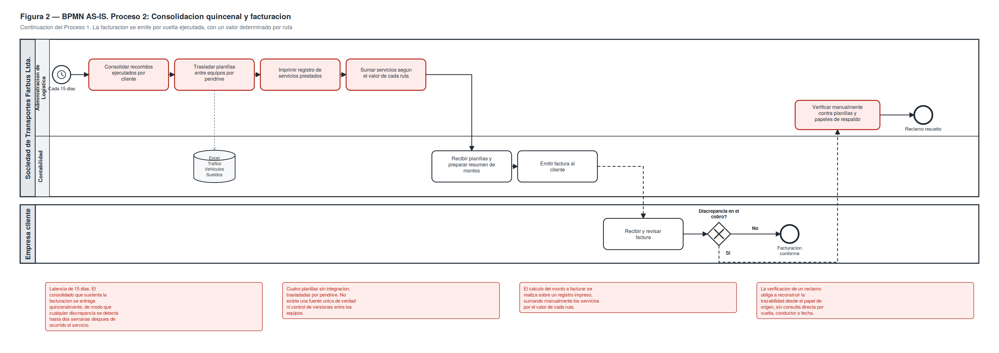 Figura 2 — BPMN AS-IS. Proceso 2: Consolidacion quincenal y facturacion
Continuacion del Proceso 1. La facturacion se emite por vuelta ejecutada, con un valor determinado por ruta
Sociedad de Transportes Farbus Ltda.
Administracion de
Logistica
Cada 15 dias
Consolidar recorridos
ejecutados por
cliente
Trasladar planillas
entre equipos por
pendrive
Imprimir registro de
servicios prestados
Sumar servicios segun
el valor de cada ruta
Verificar manualmente
contra planillas y
papeles de respaldo
Reclamo resuelto
Contabilidad
Excel
Trafico
Vehiculos
Sueldos
Recibir planillas y
preparar resumen de
montos
Emitir factura al
cliente
Empresa cliente
Recibir y revisar
factura
Discrepancia en el
cobro?
No
SI
Facturacion
conforme
Latencia de 15 dias. El
consolidado que sustenta la
facturacion se entrega
quincenalmente, de modo que
cualquier discrepancia se detecta
hasta dos semanas despues de
ocurrido el servicio.
Cuatro planillas sin integracion,
trasladadas por pendrive. No
existe una fuente unica de verdad
ni control de versiones entre los
equipos.
El calculo del monto a facturar se
realiza sobre un registro impreso,
sumando manualmente los servicios
por el valor de cada ruta.
La verificacion de un reclamo
obliga a reconstruir la
trazabilidad desde el papel de
origen, sin consulta directa por
vuelta, conductor o fecha.